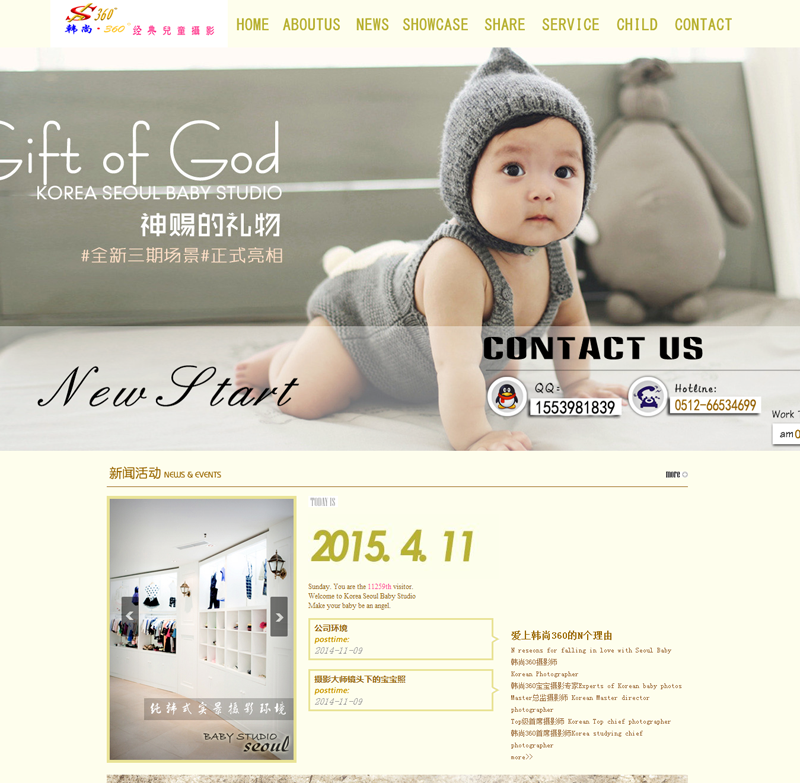 S 360°
韩尚·360° 经典兒童攝影
HOME ABOUTUS NEWS SHOWCASE SHARE SERVICE CHILD CONTACT
Gift of God
KOREA SEOUL BABY STUDIO
神赐的礼物
#全新三期场景#正式亮相
New Start
CONTACT US
QQ:
1553981839
Hotline:
0512-66534699
Work
am
新闻活动 NEWS & EVENTS
more
TODAY IS
2015. 4. 11
Sunday. You are the 11259th visitor.
Welcome to Korea Seoul Baby Studio
Make your baby be an angel.
公司环境
posttime:
2014-11-09
摄影大师镜头下的宝宝照
posttime:
2014-11-09
纯韩式实景摄影环境
BABY STUDIO
seoul
爱上韩尚360的N个理由
N reseons for falling in love with Seoul Baby
韩尚360摄影师
Korean Photographer
韩尚360宝宝摄影专家Experts of Korean baby photos
Master总监摄影师 Korean Master director
photographer
Top级首席摄影师 Korean Top chief photographer
韩尚360首席摄影师Korea studying chief
photographer
more>>